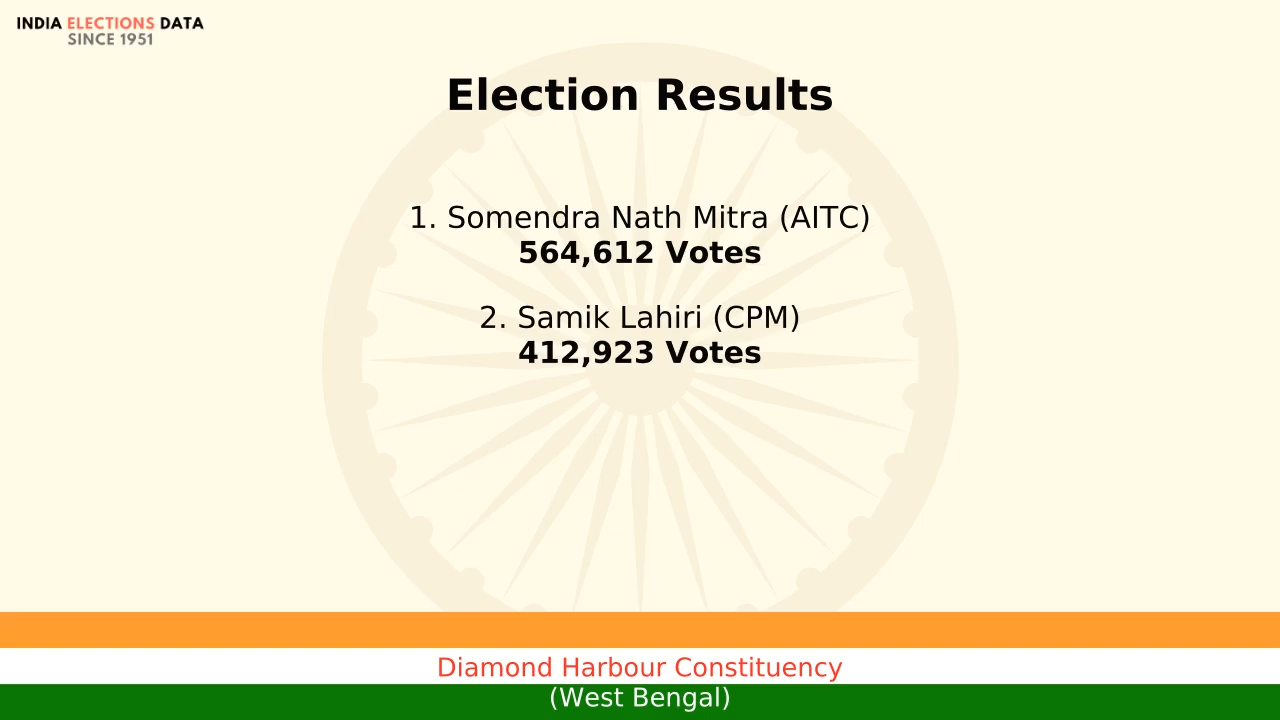 INDIA ELECTIONS DATA
SINCE 1951
Election Results
1. Somendra Nath Mitra (AITC)
564,612 Votes
2. Samik Lahiri (CPM)
412,923 Votes
Diamond Harbour Constituency
(West Bengal)